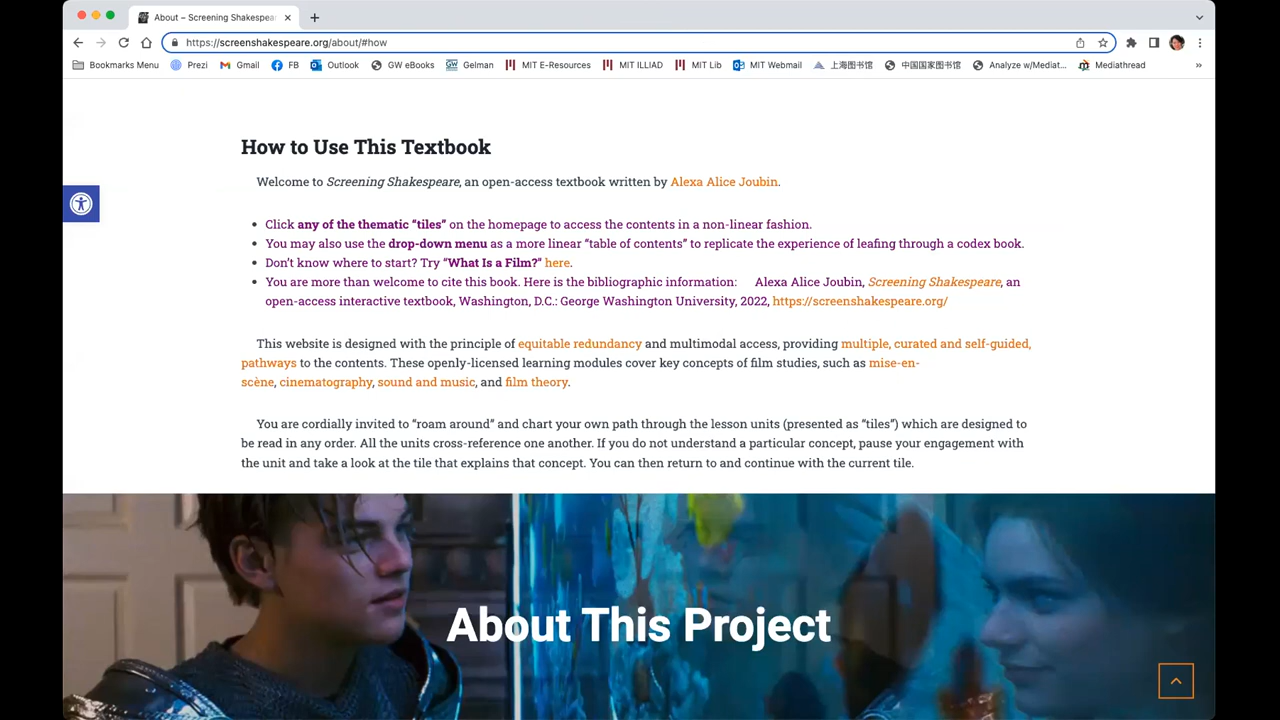 About – Screening Shakespea
https://screenshakespeare.org/about/#how
Bookmarks Menu Prezi Gmail FB Outlook GW eBooks Gelman MIT E-Resources MIT ILLIAD MIT Lib MIT Webmail 上海图书馆 中国国家图书馆 Analyze w/Mediat... Mediathread »
How to Use This Textbook
Welcome to Screening Shakespeare, an open-access textbook written by Alexa Alice Joubin.
• Click any of the thematic “tiles” on the homepage to access the contents in a non-linear fashion.
• You may also use the drop-down menu as a more linear “table of contents” to replicate the experience of leafing through a codex book.
• Don’t know where to start? Try “What Is a Film?” here.
• You are more than welcome to cite this book. Here is the bibliographic information: Alexa Alice Joubin, Screening Shakespeare, an
open-access interactive textbook, Washington, D.C.: George Washington University, 2022, https://screenshakespeare.org/
This website is designed with the principle of equitable redundancy and multimodal access, providing multiple, curated and self-guided,
pathways to the contents. These openly-licensed learning modules cover key concepts of film studies, such as mise-en-
scène, cinematography, sound and music, and film theory.
You are cordially invited to “roam around” and chart your own path through the lesson units (presented as “tiles”) which are designed to
be read in any order. All the units cross-reference one another. If you do not understand a particular concept, pause your engagement with
the unit and take a look at the tile that explains that concept. You can then return to and continue with the current tile.
About This Project